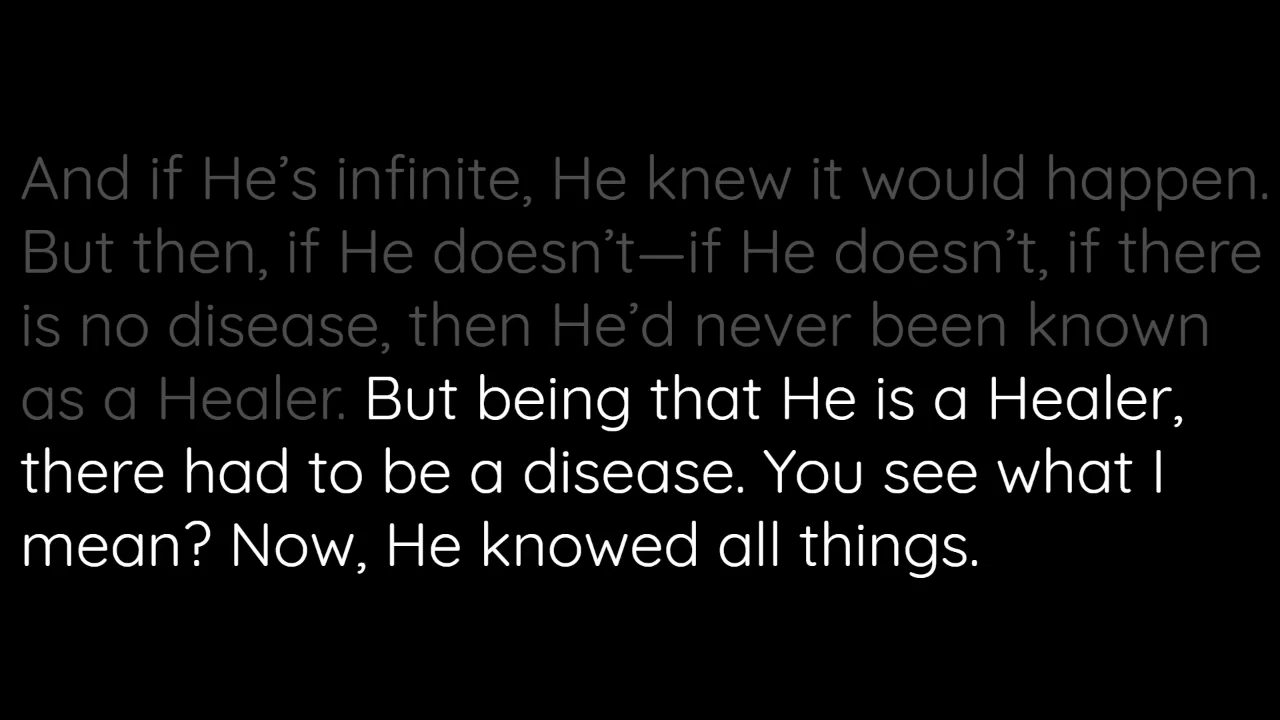 And if He’s infinite, He knew it would happen.
But then, if He doesn’t—if He doesn’t, if there
is no disease, then He’d never been known
as a Healer. But being that He is a Healer,
there had to be a disease. You see what I
mean? Now, He knowed all things.